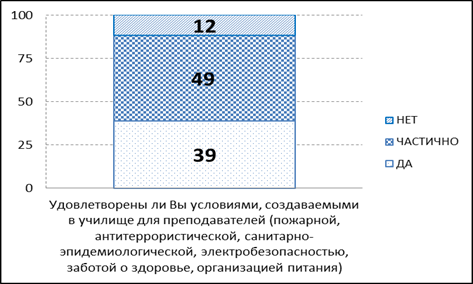 100
75
50
25
0
12
49
39
НЕТ
ЧАСТИЧНО
ДА
Удовлетворены ли Вы условиями, создаваемыми
в училище для преподавателей (пожарной,
антитеррористической, санитарно-
эпидемиологической, электробезопасностью,
заботой о здоровье, организацией питания)